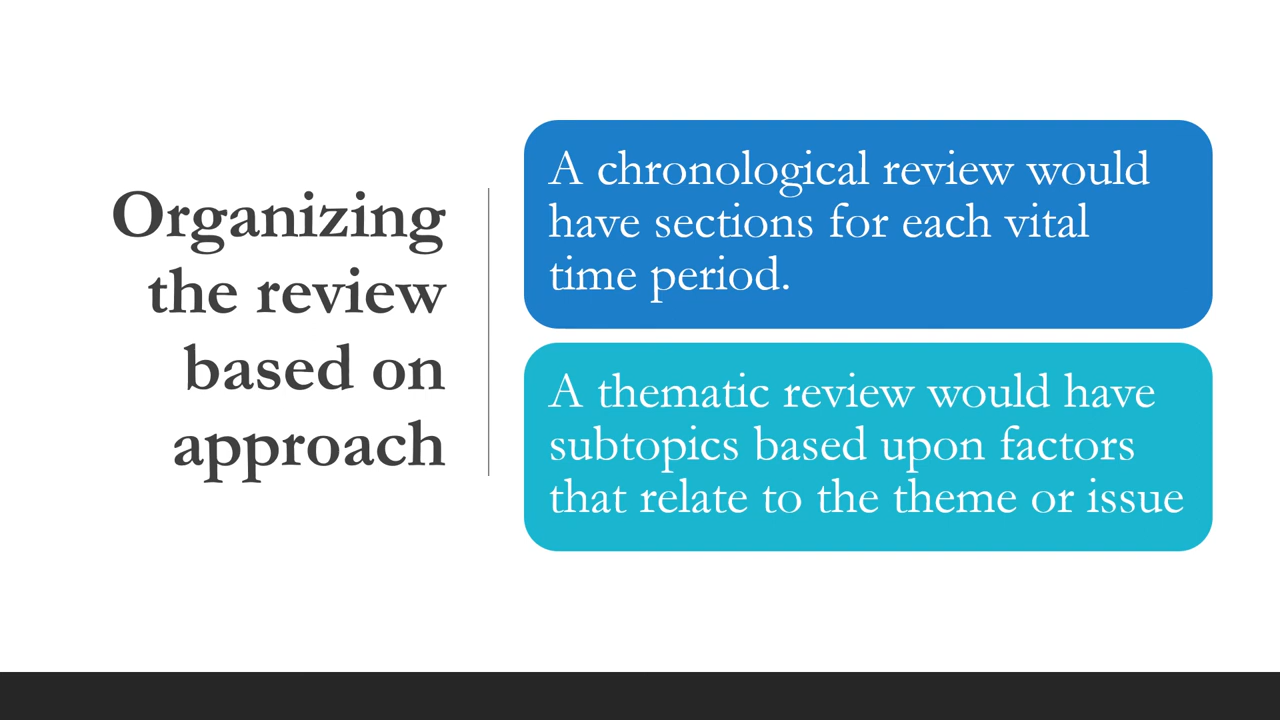 Organizing
the review
based on
approach
A chronological review would
have sections for each vital
time period.
A thematic review would have
subtopics based upon factors
that relate to the theme or issue